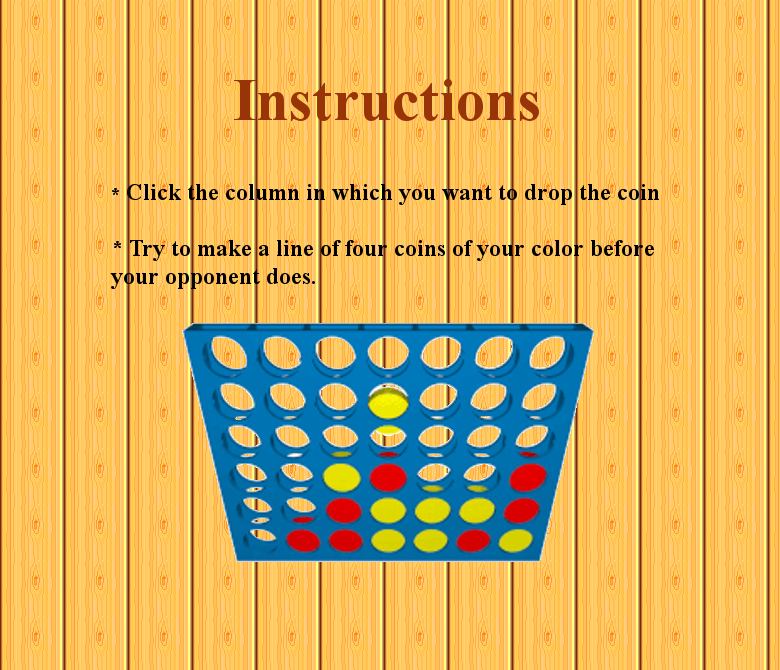 Instructions
* Click the column in which you want to drop the coin
* Try to make a line of four coins of your color before
your opponent does.